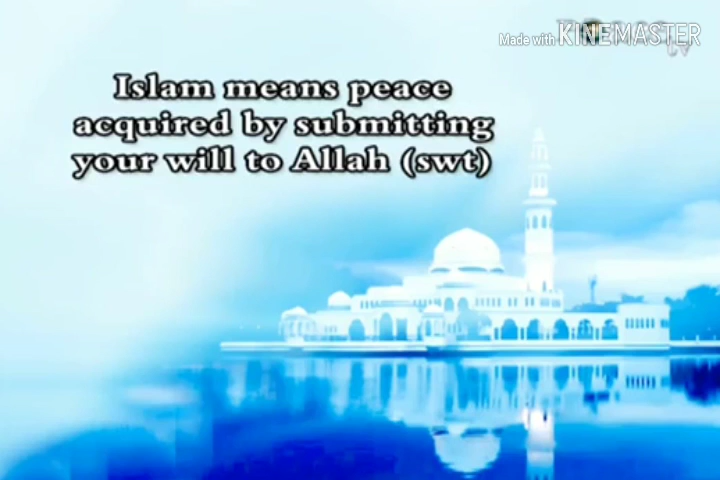 Made with KINEMASTER
Islam means peace
acquired by submitting
your will to Allah (swt)